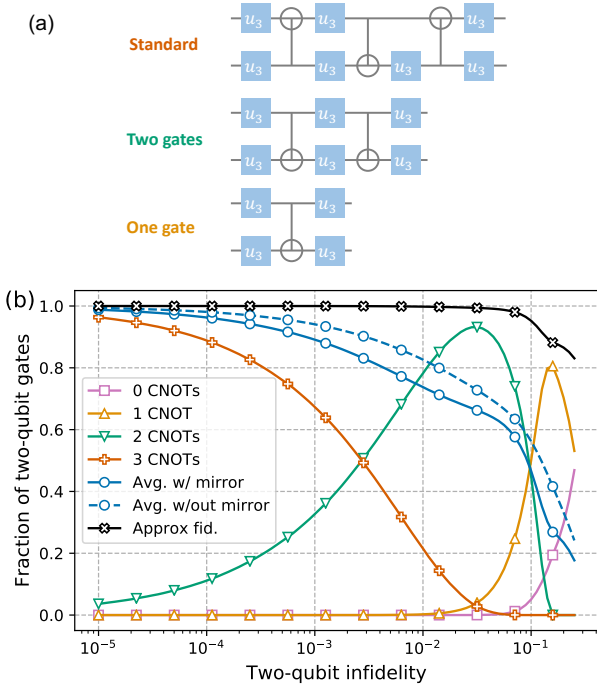 (a)
Standard
u₃ u₃ u₃
u₃ u₃ u₃ u₃
Two gates
u₃ u₃ u₃
u₃ u₃ u₃
One gate
u₃ u₃
u₃ u₃
(b)
Fraction of two-qubit gates
1.0
0.8
0.6
0.4
0.2
0.0
0 CNOTs
1 CNOT
2 CNOTs
3 CNOTs
Avg. w/ mirror
Avg. w/out mirror
Approx fid.
10⁻⁵ 10⁻⁴ 10⁻³ 10⁻² 10⁻¹
Two-qubit infidelity